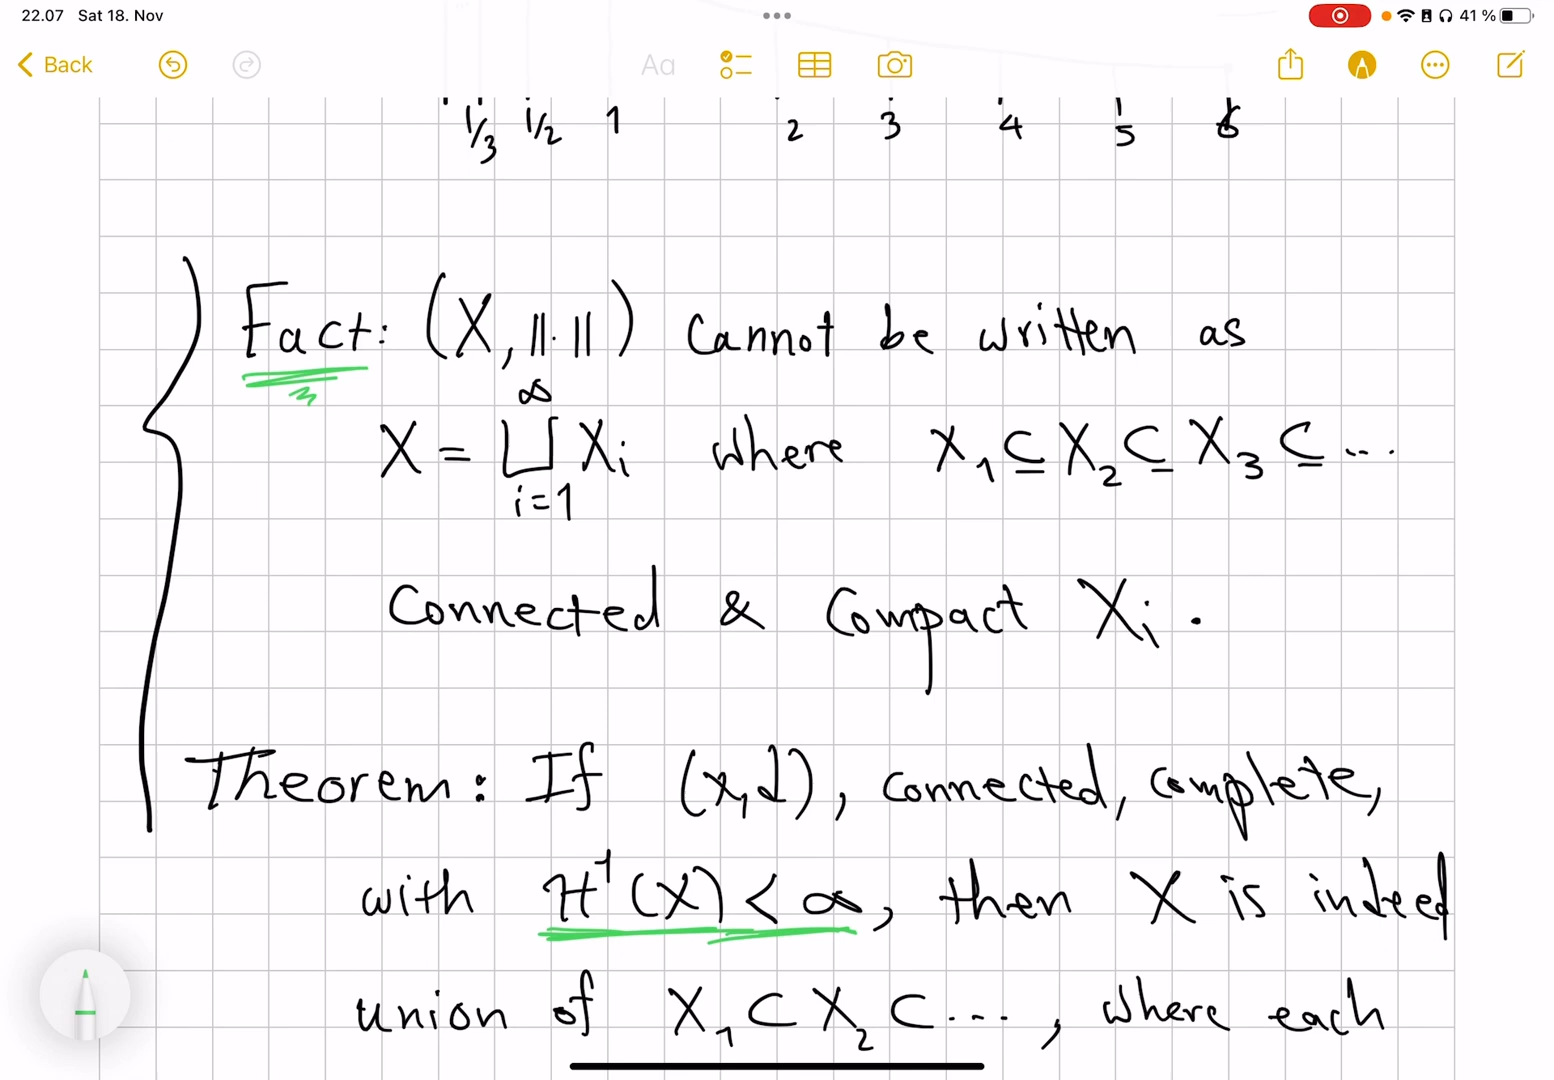 22.07 Sat 18. Nov
41 %
Back
Aa
1/3 1/2 1 2 3 4 5 6
Fact: (X, ||·||) Cannot be written as
X = ⨆_{i=1}^{∞} X_i where X_1 ⊆ X_2 ⊆ X_3 ⊆ ...
Connected & Compact X_i.
Theorem: If (X,d), connected, complete,
with H^1(X) < ∞, then X is indeed
union of X_1 ⊂ X_2 ⊂ ..., where each